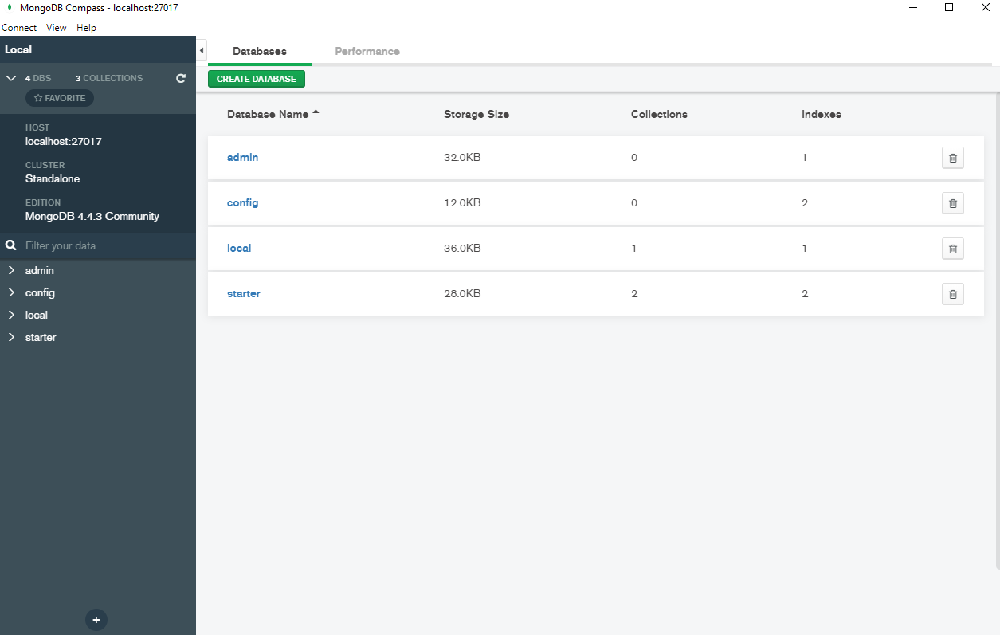 MongoDB Compass - localhost:27017
Connect View Help
Local
4 DBS 3 COLLECTIONS
FAVORITE
HOST
localhost:27017
CLUSTER
Standalone
EDITION
MongoDB 4.4.3 Community
Filter your data
admin
config
local
starter
Databases Performance
CREATE DATABASE
Database Name Storage Size Collections Indexes
admin 32.0KB 0 1
config 12.0KB 0 2
local 36.0KB 1 1
starter 28.0KB 2 2